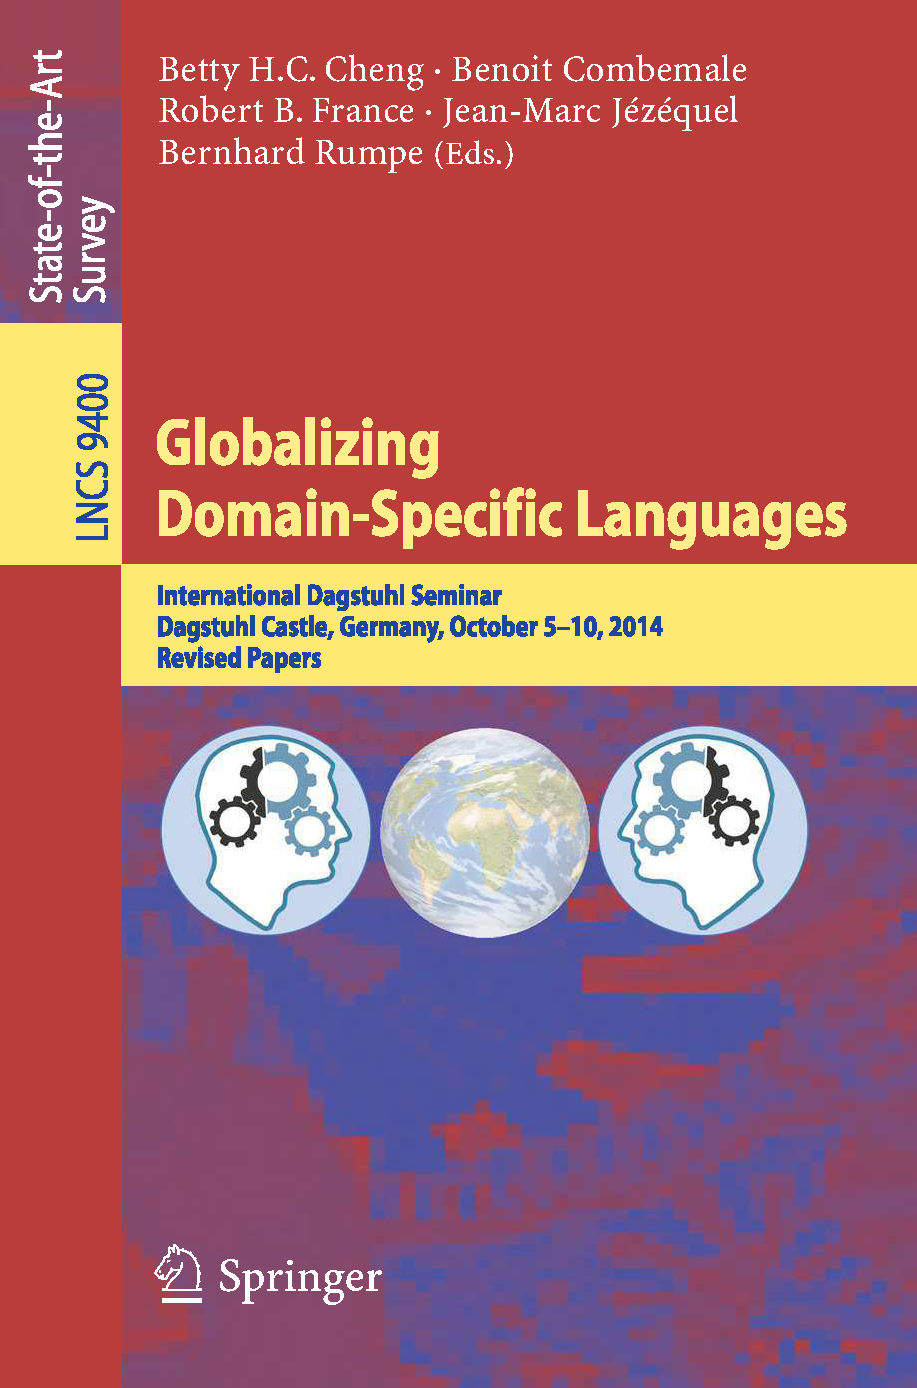 State-of-the-Art
Survey
LNCS 9400
Betty H.C. Cheng · Benoit Combemale
Robert B. France · Jean-Marc Jézéquel
Bernhard Rumpe (Eds.)
Globalizing
Domain-Specific Languages
International Dagstuhl Seminar
Dagstuhl Castle, Germany, October 5–10, 2014
Revised Papers
Springer